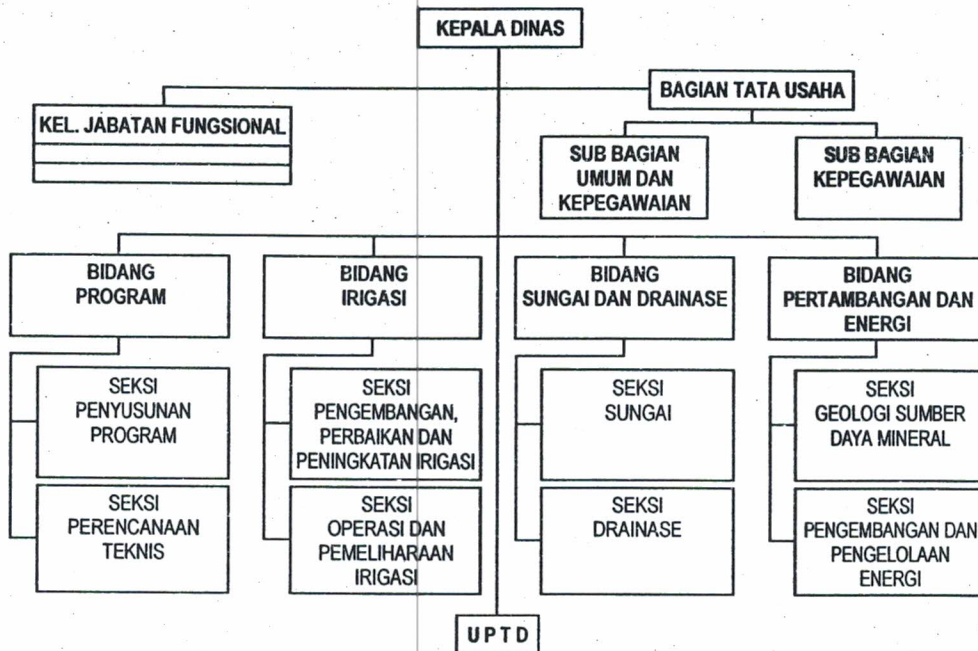 KEPALA DINAS
BAGIAN TATA USAHA
KEL. JABATAN FUNGSIONAL
SUB BAGIAN
UMUM DAN
KEPEGAWAIAN
SUB BAGIAN
KEPEGAWAIAN
BIDANG
PROGRAM
BIDANG
IRIGASI
BIDANG
SUNGAI DAN DRAINASE
BIDANG
PERTAMBANGAN DAN
ENERGI
SEKSI
PENYUSUNAN
PROGRAM
SEKSI
PENGEMBANGAN,
PERBAIKAN DAN
PENINGKATAN IRIGASI
SEKSI
SUNGAI
SEKSI
GEOLOGI SUMBER
DAYA MINERAL
SEKSI
PERENCANAAN
TEKNIS
SEKSI
OPERASI DAN
PEMELIHARAAN
IRIGASI
SEKSI
DRAINASE
SEKSI
PENGEMBANGAN DAN
PENGELOLAAN
ENERGI
UPTD